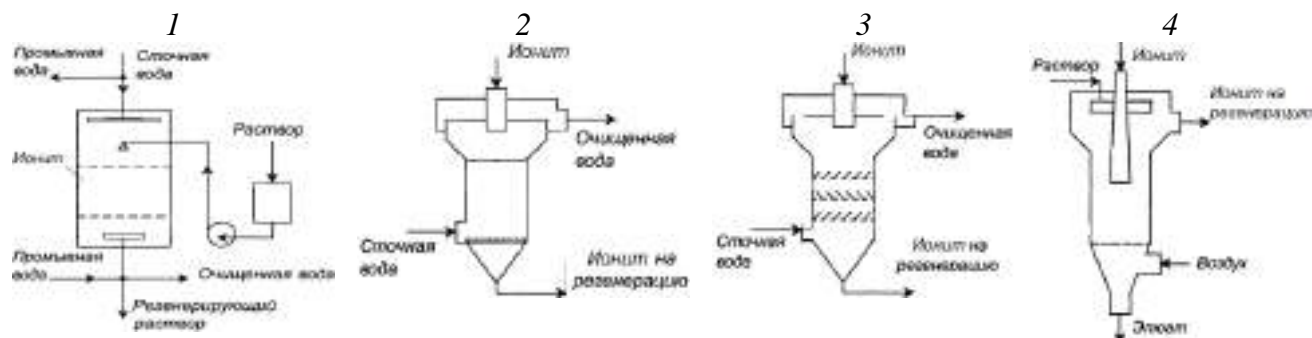 1
Промывная
вода
Сточная
вода
Раствор
Ионит
Промывная
вода
Очищенная вода
Регенерирующий
раствор
2
Ионит
Очищенная
вода
Сточная
вода
Ионит на
регенерацию
3
Ионит
Очищенная
вода
Сточная
вода
Ионит на
регенерацию
4
Ионит
Раствор
Ионит на
регенерацию
Воздух
Элюат